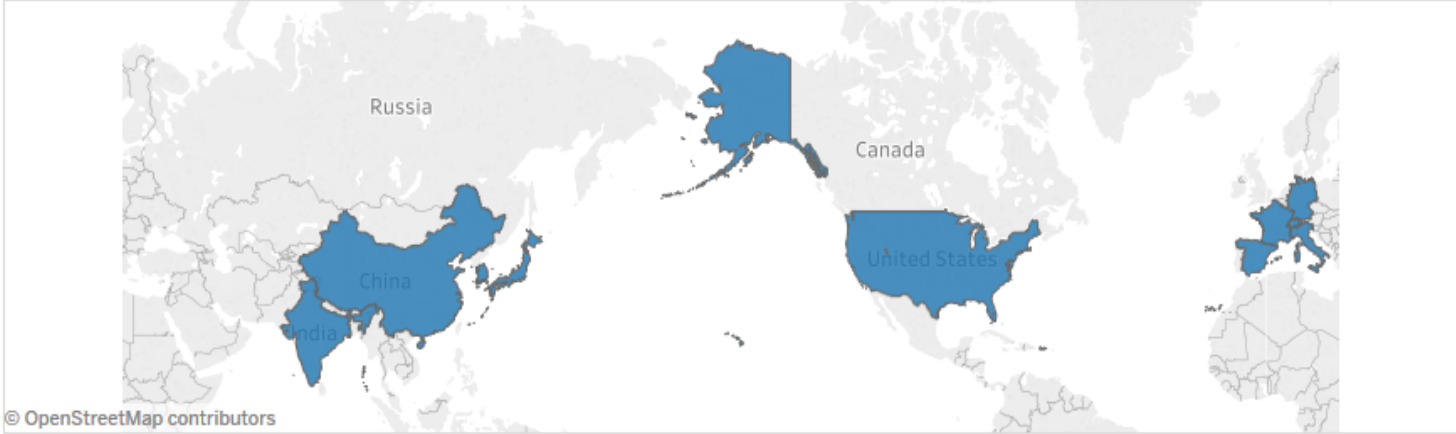 Russia
Canada
United States
China
India
© OpenStreetMap contributors